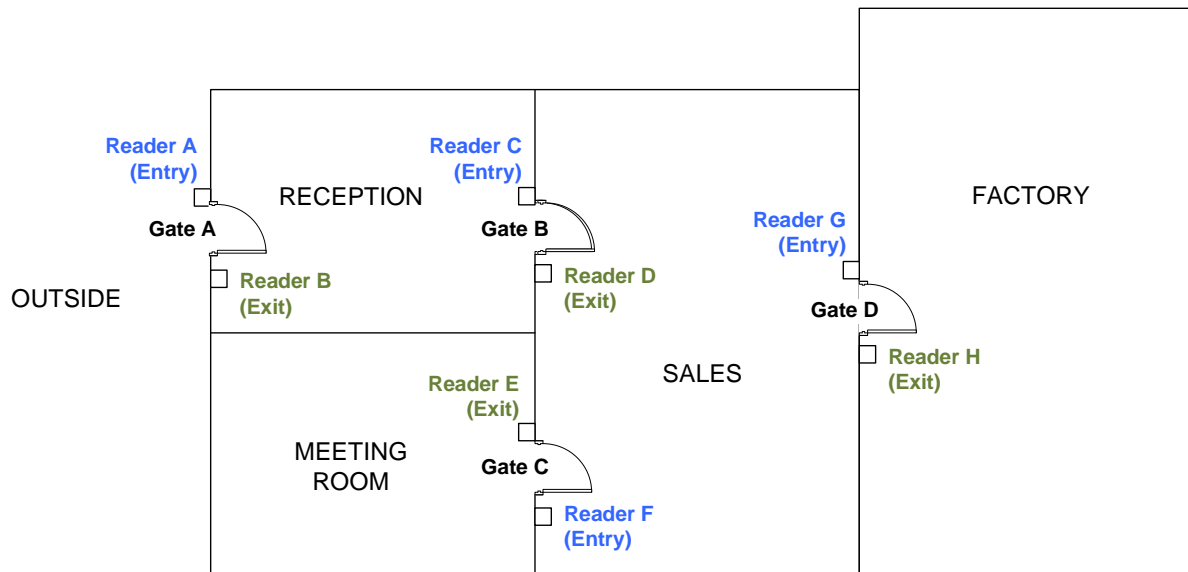 Reader A
(Entry)
Reader C
(Entry)
RECEPTION
FACTORY
Gate A
Gate B
Reader G
(Entry)
Reader B
(Exit)
Reader D
(Exit)
OUTSIDE
Gate D
Reader H
(Exit)
SALES
Reader E
(Exit)
MEETING
ROOM
Gate C
Reader F
(Entry)